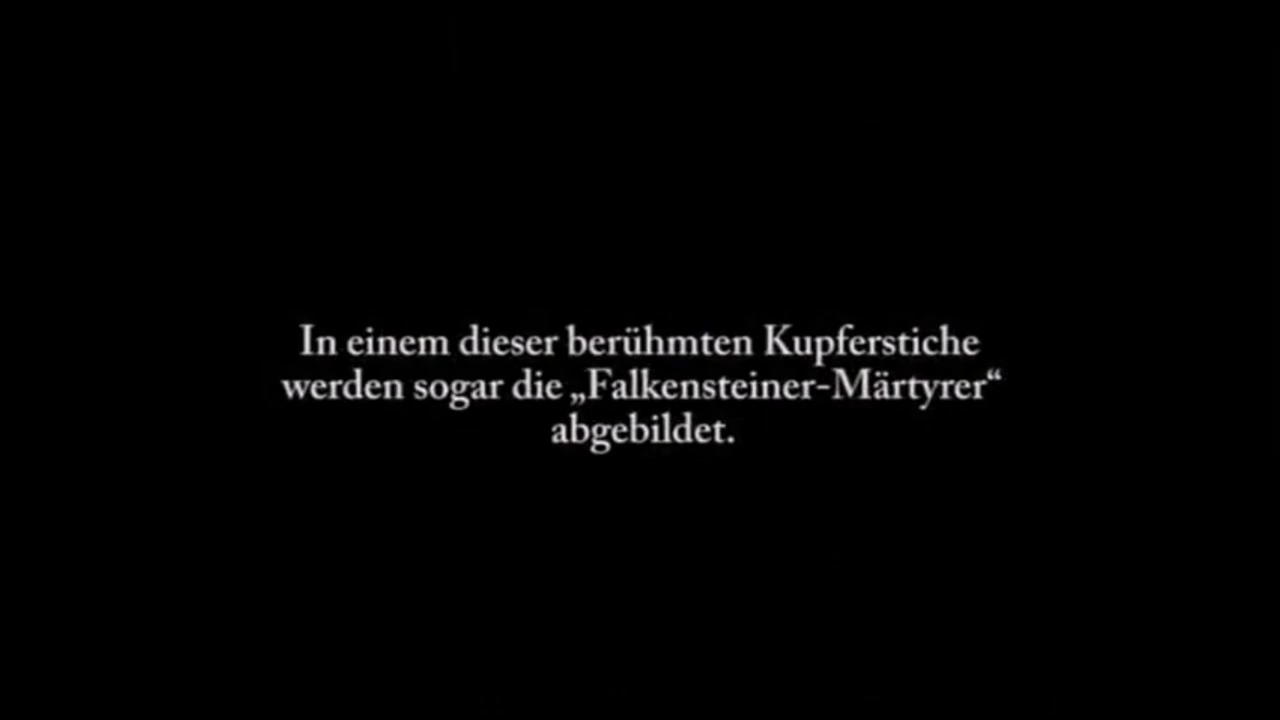 In einem dieser berühmten Kupferstiche
werden sogar die „Falkensteiner-Märtyrer“
abgebildet.